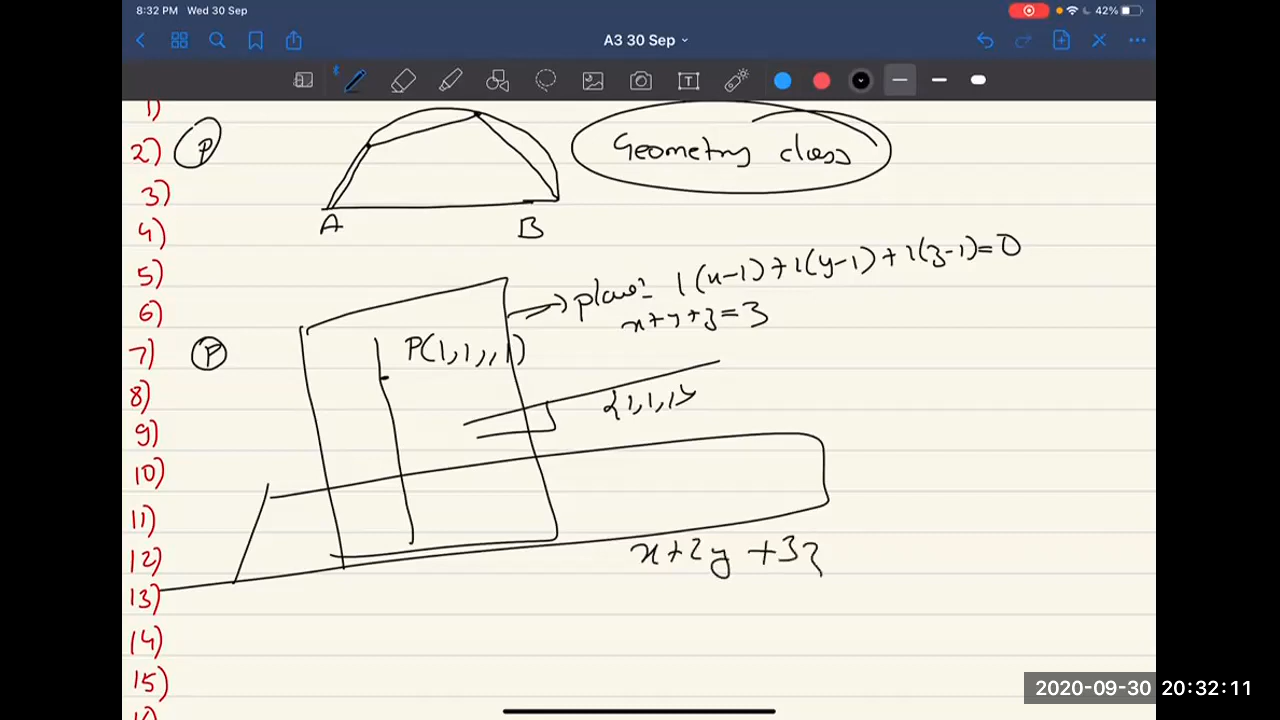 8:32 PM Wed 30 Sep
42%
A3 30 Sep
1)
2) P
Geometry class
3)
A B
4)
5)
plane: 1(x-1)+1(y-1)+1(z-1)=0
6)
x+y+z=3
7) P
P(1,1,,1)
8)
{1,1,1}
9)
10)
11)
12)
x+2y+3z
13)
14)
15)
2020-09-30 20:32:11